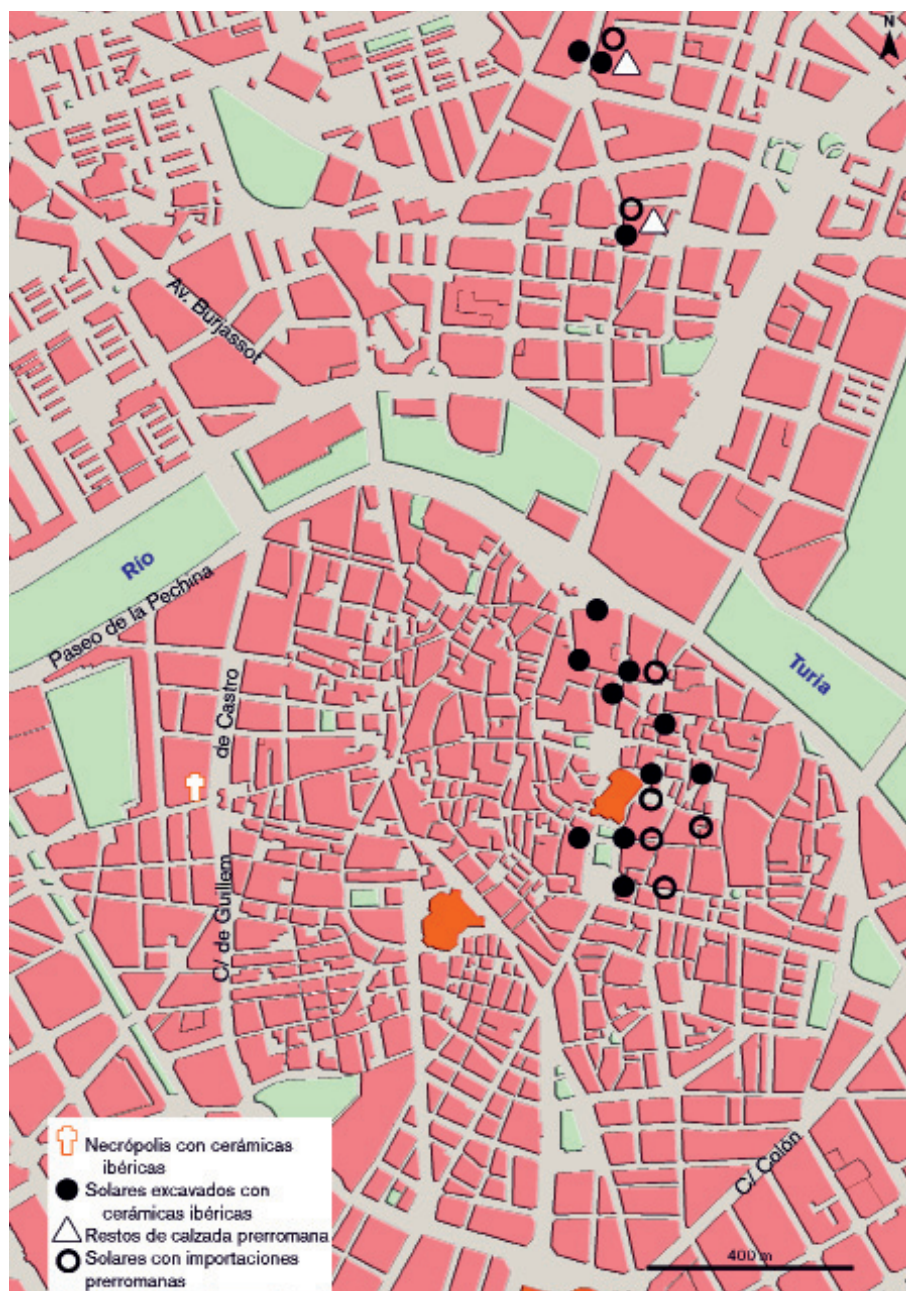 N
Av. Burjassot
Río
Paseo de la Pechina
Turia
de Castro
C/ de Guillem
C/ Colón
Necrópolis con cerámicas
ibéricas
Solares excavados con
cerámicas ibéricas
Restos de calzada prerromana
Solares con importaciones
prerromanas
400 m